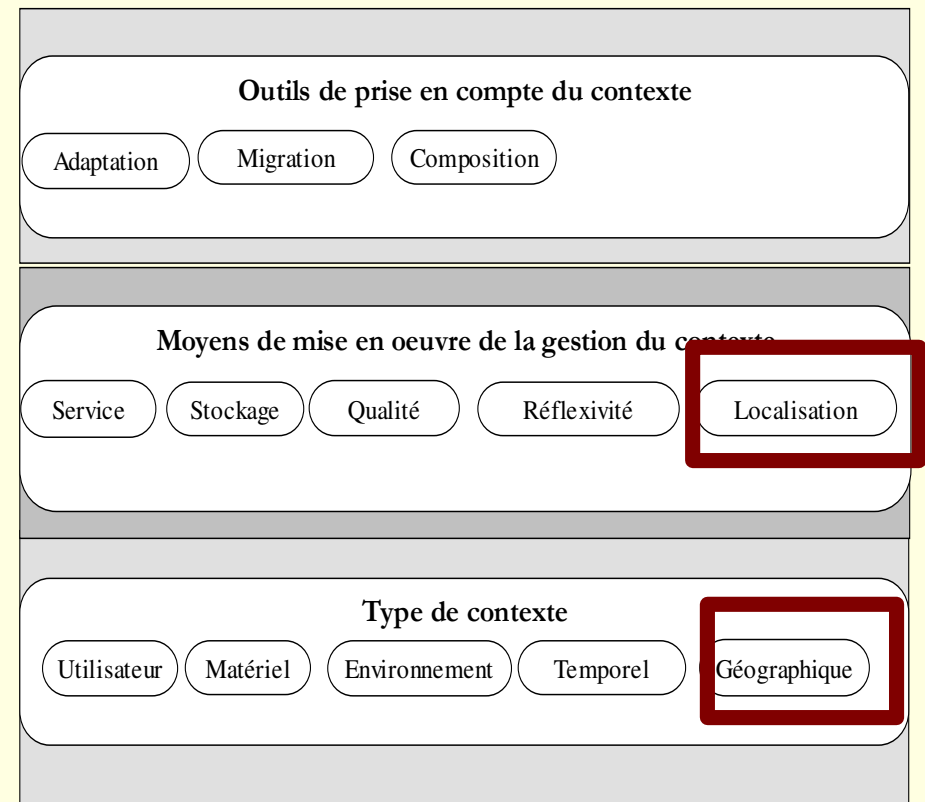 Outils de prise en compte du contexte
Adaptation Migration Composition
Moyens de mise en oeuvre de la gestion du contexte
Service Stockage Qualité Réflexivité Localisation
Type de contexte
Utilisateur Matériel Environnement Temporel Géographique